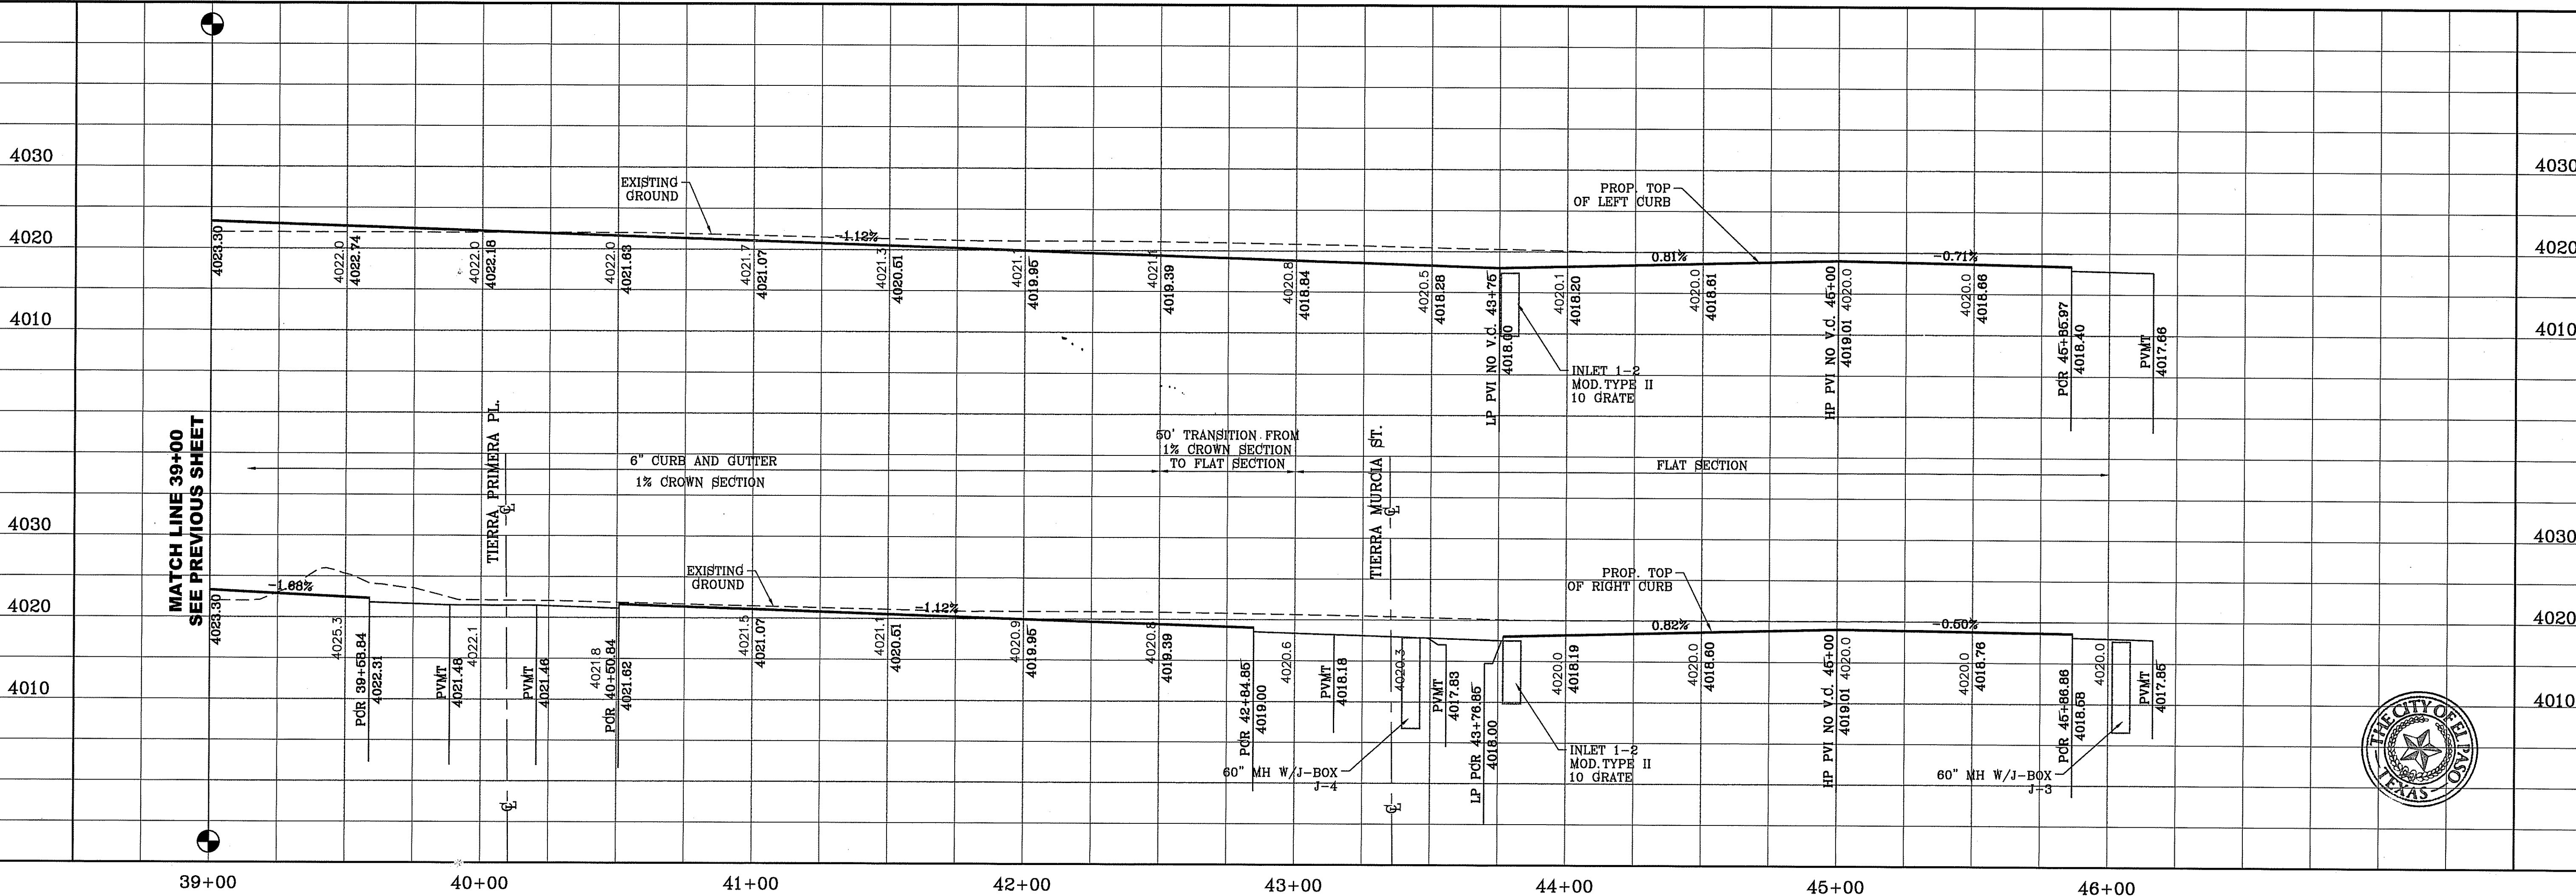 4030
4030
EXISTING
GROUND
PROP. TOP
OF LEFT CURB
4020
4020
-1.12%
0.81%
-0.71%
4023.30
4022.0
4022.74
4022.0
4022.18
4022.0
4021.63
4021.7
4021.07
4021.3
4020.51
4019.95
4019.39
4020.8
4018.84
4020.5
4018.28
LP PVI NO V.C. 43+75
4018.00
4020.1
4018.20
4020.0
4018.61
HP PVI NO V.C. 45+00
4019.01
4020.0
4020.0
4018.66
PCR 45+85.97
4018.40
PVMT
4017.66
4010
4010
INLET 1-2
MOD. TYPE II
10 GRATE
MATCH LINE 39+00
SEE PREVIOUS SHEET
TIERRA PRIMERA PL.
6" CURB AND GUTTER
1% CROWN SECTION
50' TRANSITION FROM
1% CROWN SECTION
TO FLAT SECTION
TIERRA MURCIA ST.
FLAT SECTION
CL
CL
4030
4030
EXISTING
GROUND
PROP. TOP
OF RIGHT CURB
4020
4020
-1.68%
-1.12%
0.82%
-0.50%
4023.30
4025.3
PCR 39+58.84
4022.31
PVMT
4021.48
4022.1
PVMT
4021.46
4021.8
PCR 40+50.84
4021.62
4021.5
4021.07
4021.1
4020.51
4020.9
4019.95
4020.8
4019.39
PCR 42+84.85
4019.00
4020.6
PVMT
4018.18
4020.3
PVMT
4017.83
LP PCR 43+76.85
4018.00
4020.0
4018.19
4020.0
4018.60
HP PVI NO V.C. 45+00
4019.01
4020.0
4020.0
4018.76
PCR 45+86.86
4018.58
4020.0
PVMT
4017.85
4010
4010
60" MH W/J-BOX
J-4
INLET 1-2
MOD. TYPE II
10 GRATE
60" MH W/J-BOX
J-3
CL
CL
THE CITY OF EL PASO
TEXAS
39+00
40+00
41+00
42+00
43+00
44+00
45+00
46+00